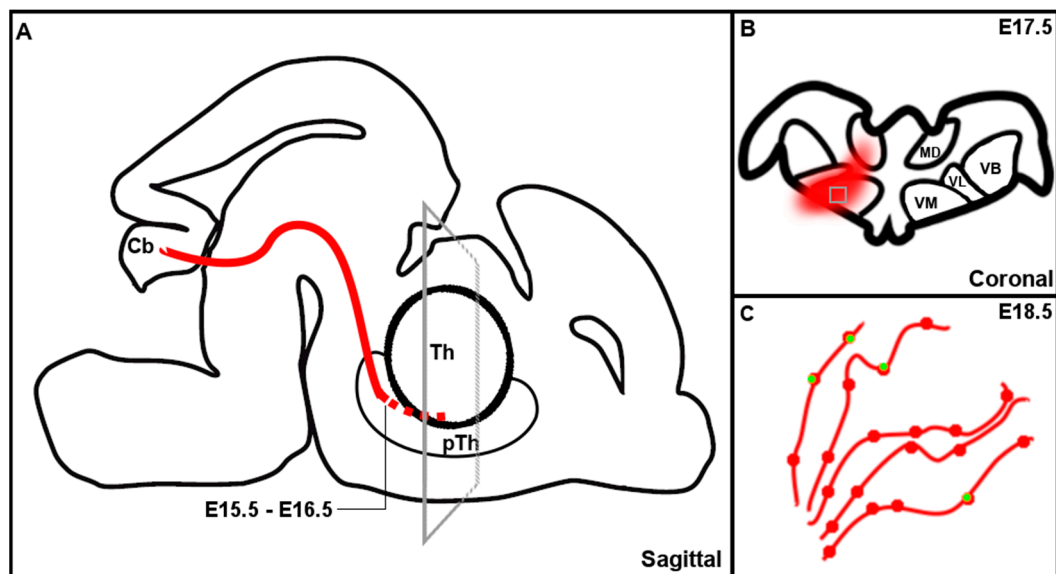 A
Cb
Th
pTh
E15.5 - E16.5
Sagittal
B
E17.5
MD
VB
VL
VM
Coronal
C
E18.5